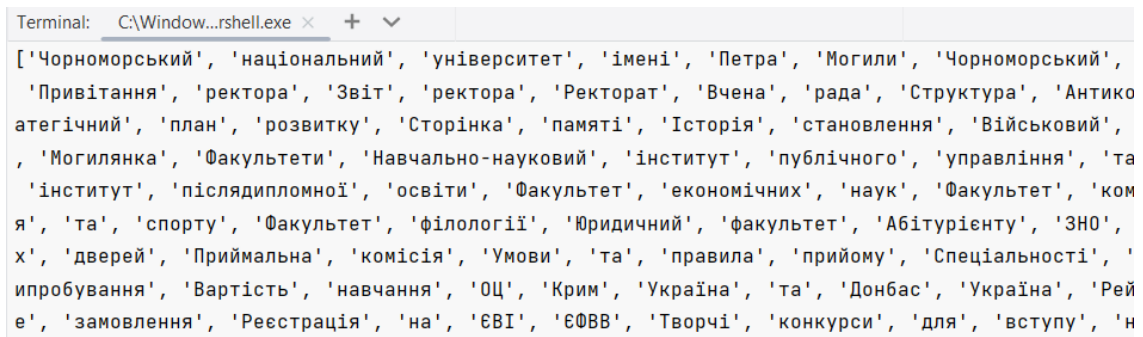 Terminal: C:\Window...rshell.exe × + ∨
['Чорноморський', 'національний', 'університет', 'імені', 'Петра', 'Могили', 'Чорноморський',
'Привітання', 'ректора', 'Звіт', 'ректора', 'Ректорат', 'Вчена', 'рада', 'Структура', 'Антико
атегічний', 'план', 'розвитку', 'Сторінка', 'памяті', 'Історія', 'становлення', 'Військовий',
, 'Могилянка', 'Факультети', 'Навчально-науковий', 'інститут', 'публічного', 'управління', 'та
'інститут', 'післядипломної', 'освіти', 'Факультет', 'економічних', 'наук', 'Факультет', 'ком
я', 'та', 'спорту', 'Факультет', 'філології', 'Юридичний', 'факультет', 'Абітурієнту', 'ЗНО',
х', 'дверей', 'Приймальна', 'комісія', 'Умови', 'та', 'правила', 'прийому', 'Спеціальності', '
ипробування', 'Вартість', 'навчання', 'ОЦ', 'Крим', 'Україна', 'та', 'Донбас', 'Україна', 'Рей
е', 'замовлення', 'Реєстрація', 'на', 'ЄВІ', 'ЄФВВ', 'Творчі', 'конкурси', 'для', 'вступу', 'н